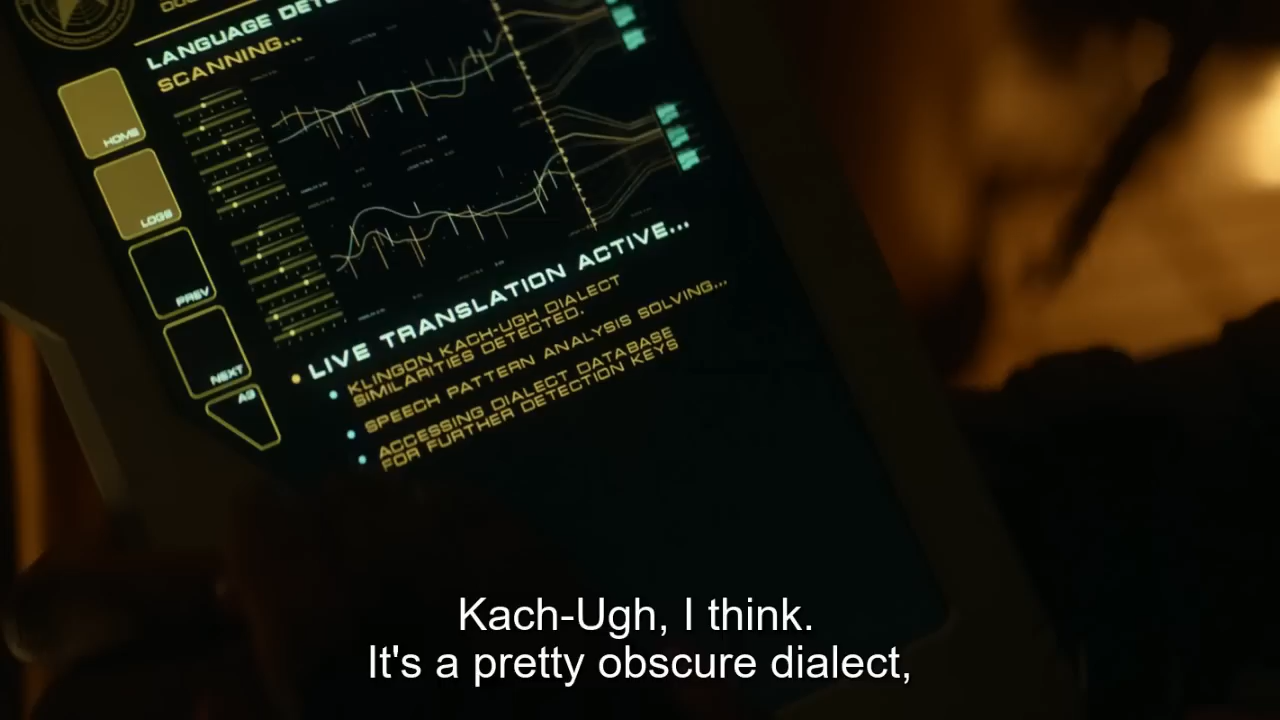 LANGUAGE
SCANNING...
HOME
LOGS
PREV
NEXT
LIVE TRANSLATION ACTIVE...
KLINGON KACH-UGH DIALECT
SIMILARITIES DETECTED.
SPEECH PATTERN ANALYSIS SOLVING...
ACCESSING DIALECT DATABASE
FOR FURTHER DETECTION KEYS
Kach-Ugh, I think.
It's a pretty obscure dialect,